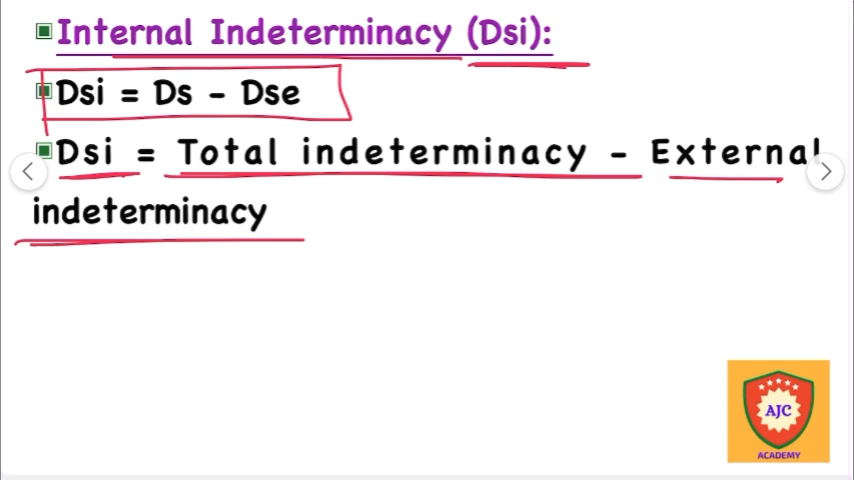 Internal Indeterminacy (Dsi):
Dsi = Ds - Dse
Dsi = Total indeterminacy - External
indeterminacy
AJC
ACADEMY